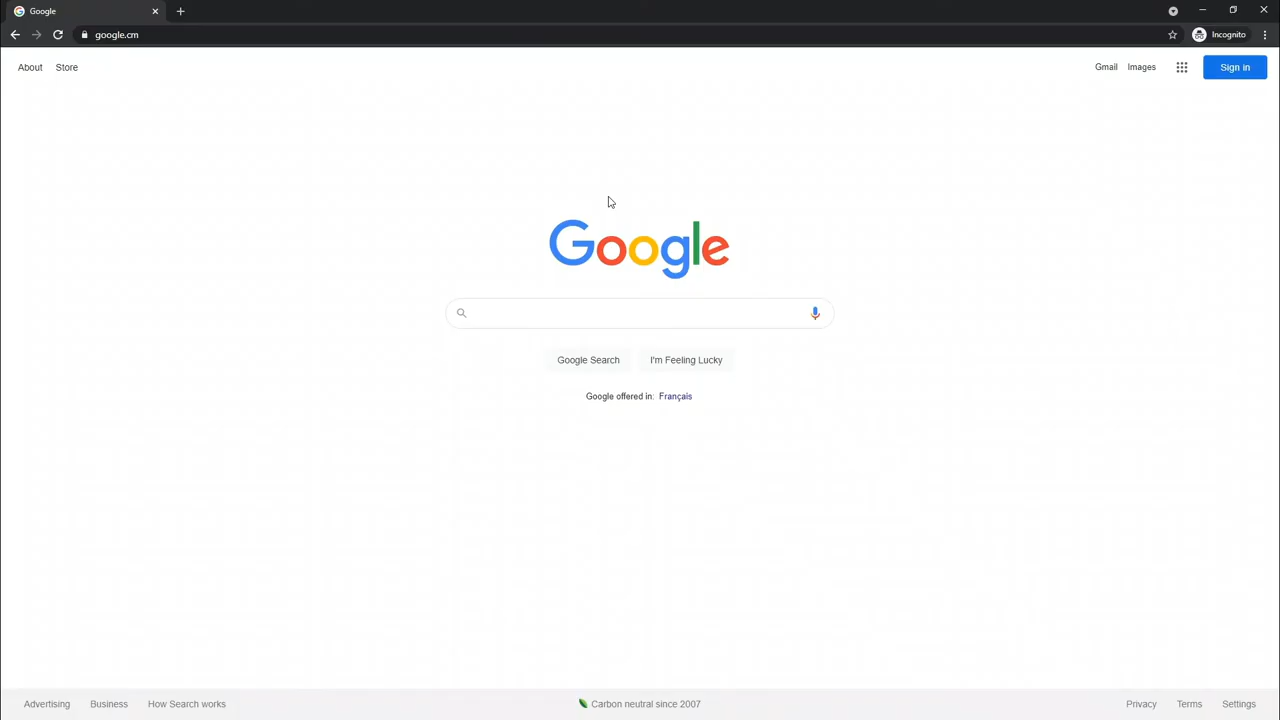 Google
google.cm
Incognito
About Store
Gmail Images Sign in
Google
Google Search I'm Feeling Lucky
Google offered in: Français
Advertising Business How Search works
Carbon neutral since 2007
Privacy Terms Settings